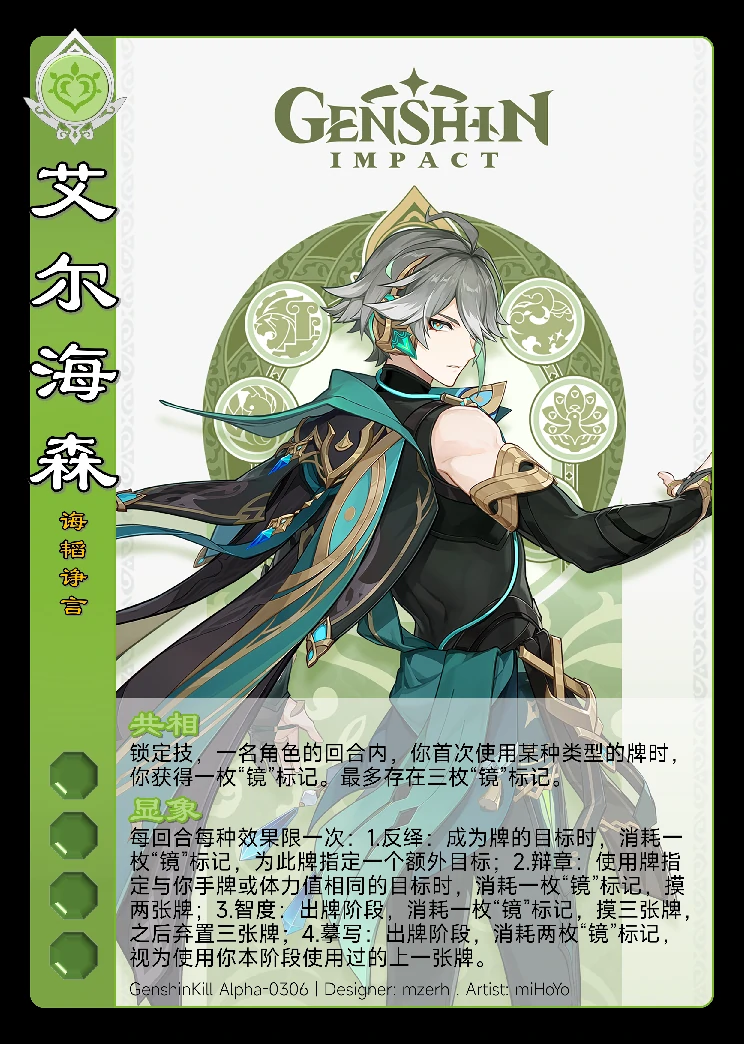 GENSHIN
IMPACT
艾尔海森
诲韬诤言
共相
锁定技，一名角色的回合内，你首次使用某种类型的牌时，
你获得一枚“镜”标记。最多存在三枚“镜”标记。
显象
每回合每种效果限一次：1.反绎：成为牌的目标时，消耗一
枚“镜”标记，为此牌指定一个额外目标；2.辩章：使用牌指
定与你手牌或体力值相同的目标时，消耗一枚“镜”标记，摸
两张牌；3.智度：出牌阶段，消耗一枚“镜”标记，摸三张牌，
之后弃置三张牌；4.摹写：出牌阶段，消耗两枚“镜”标记，
视为使用你本阶段使用过的上一张牌。
GenshinKill Alpha-0306 | Designer: mzerh . Artist: miHoYo